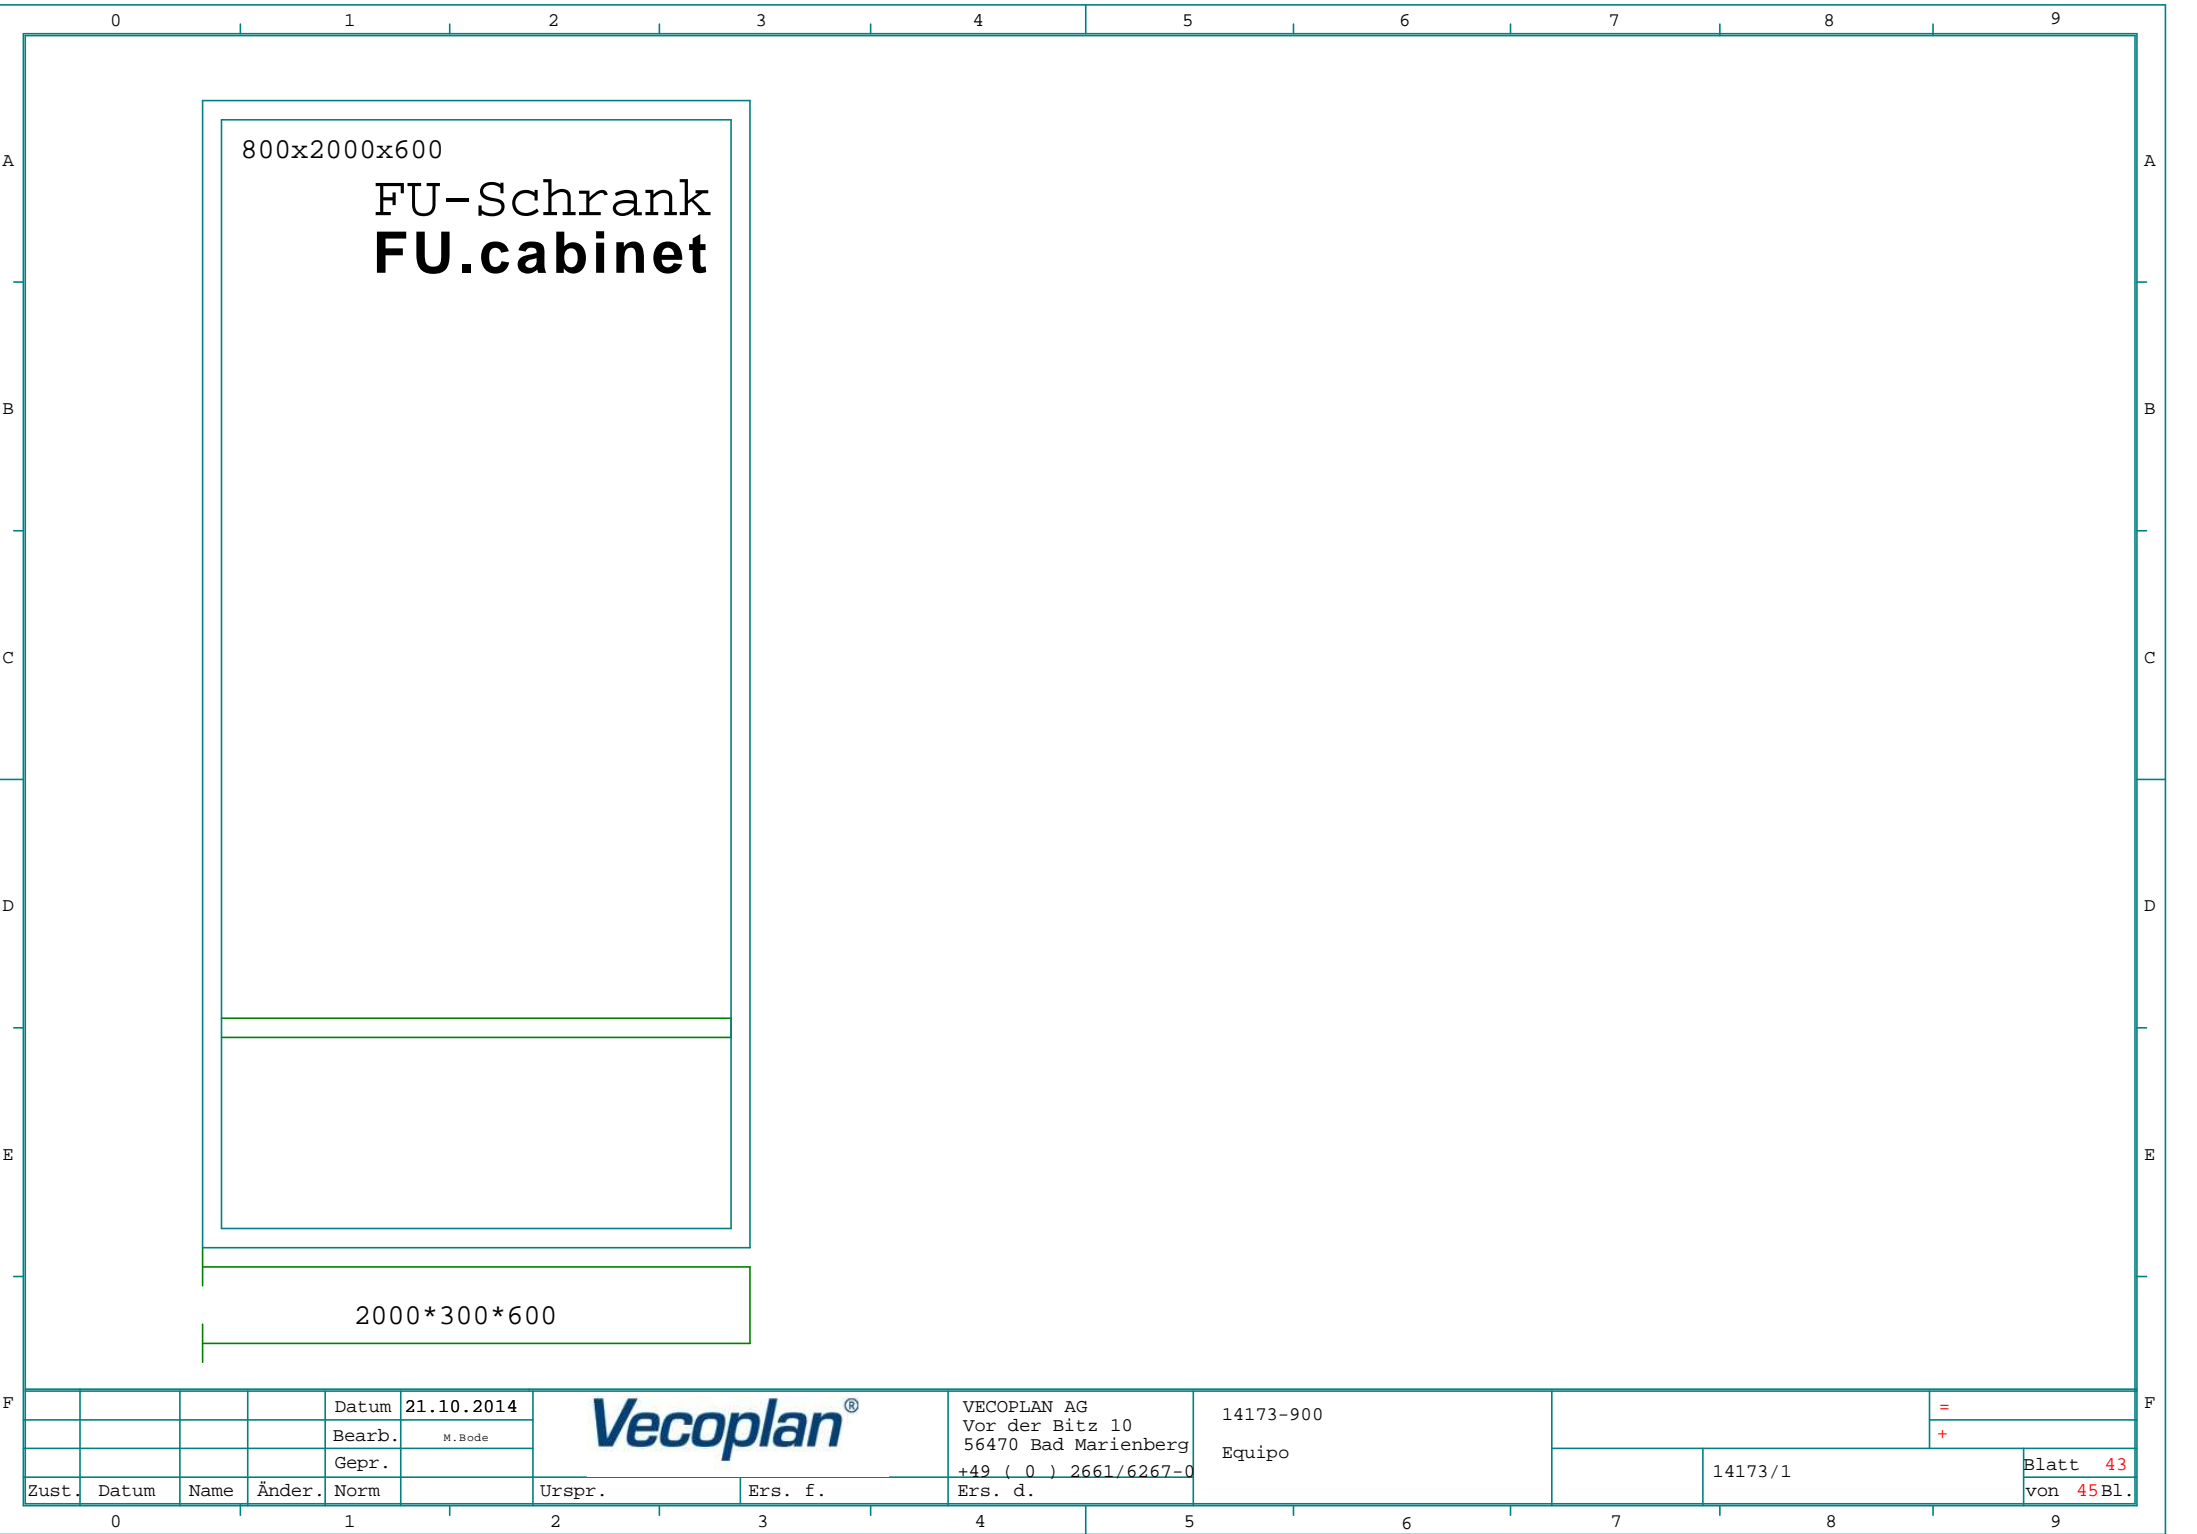 0 1 2 3 4 5 6 7 8 9
800x2000x600
A A
FU-Schrank
FU.cabinet
B B
C C
D D
E E
2000*300*600
F F
Datum 21.10.2014
Bearb. M.Bode
Gepr.
Zust. Datum Name Änder. Norm
Vecoplan®
Urspr. Ers. f. Ers. d.
VECOPLAN AG
Vor der Bitz 10
56470 Bad Marienberg
+49 ( 0 ) 2661/6267-0
14173-900
Equipo
14173/1
=
+
Blatt 43
von 45 Bl.
0 1 2 3 4 5 6 7 8 9